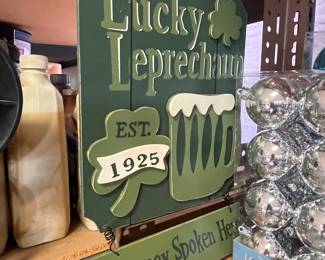 Lucky
Leprechaun
EST.
1925
Spoken He